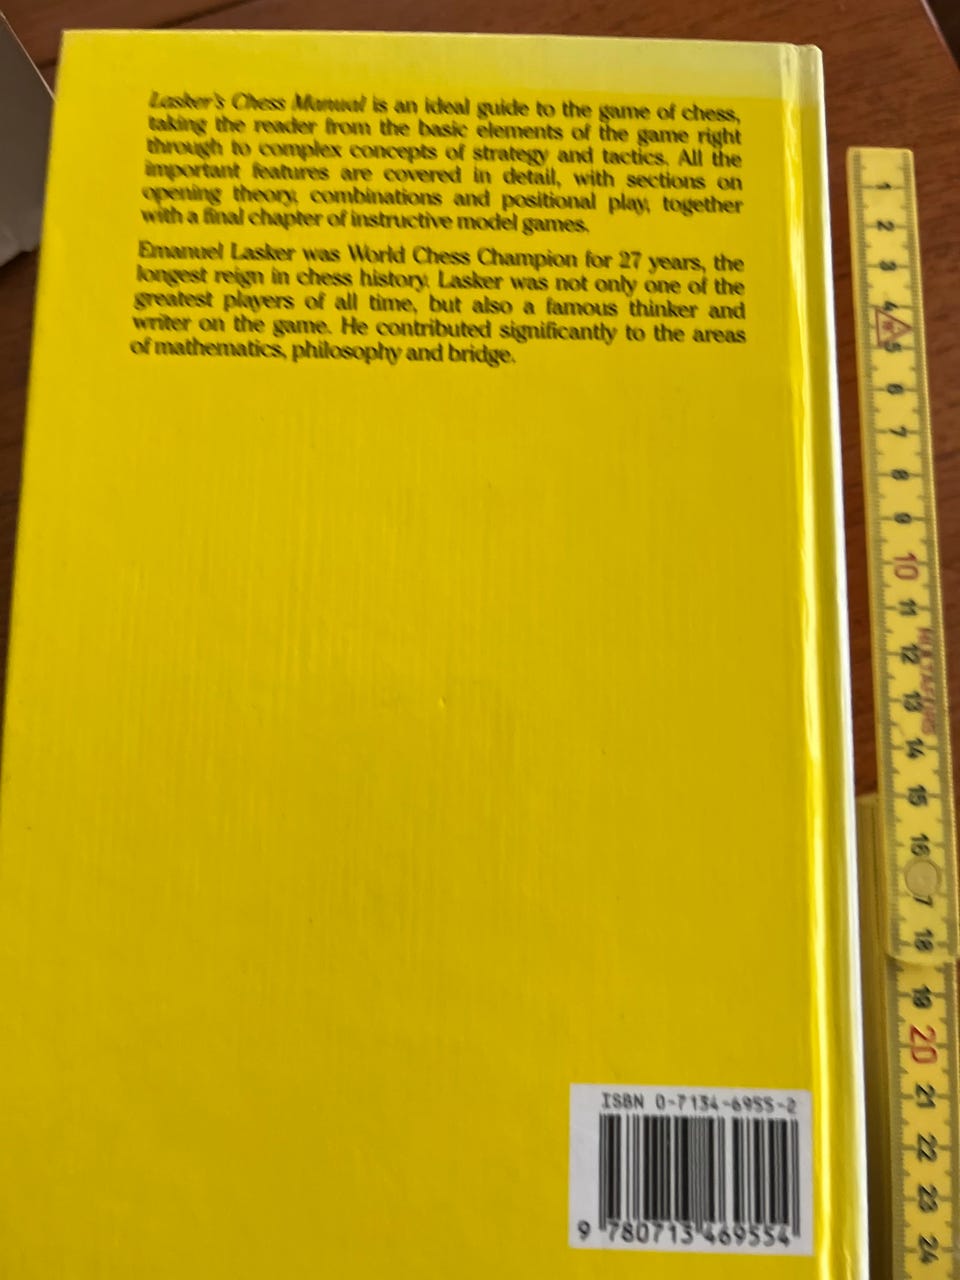 Lasker's Chess Manual is an ideal guide to the game of chess,
taking the reader from the basic elements of the game right
through to complex concepts of strategy and tactics. All the
important features are covered in detail, with sections on
opening theory, combinations and positional play, together
with a final chapter of instructive model games.
Emanuel Lasker was World Chess Champion for 27 years, the
longest reign in chess history. Lasker was not only one of the
greatest players of all time, but also a famous thinker and
writer on the game. He contributed significantly to the areas
of mathematics, philosophy and bridge.
ISBN 0-7134-6955-2
9 780713 469554
1
2
3
4
5
6
7
8
9
10
11
12
13
14
15
16
7
18
19
20
21
22
23
24